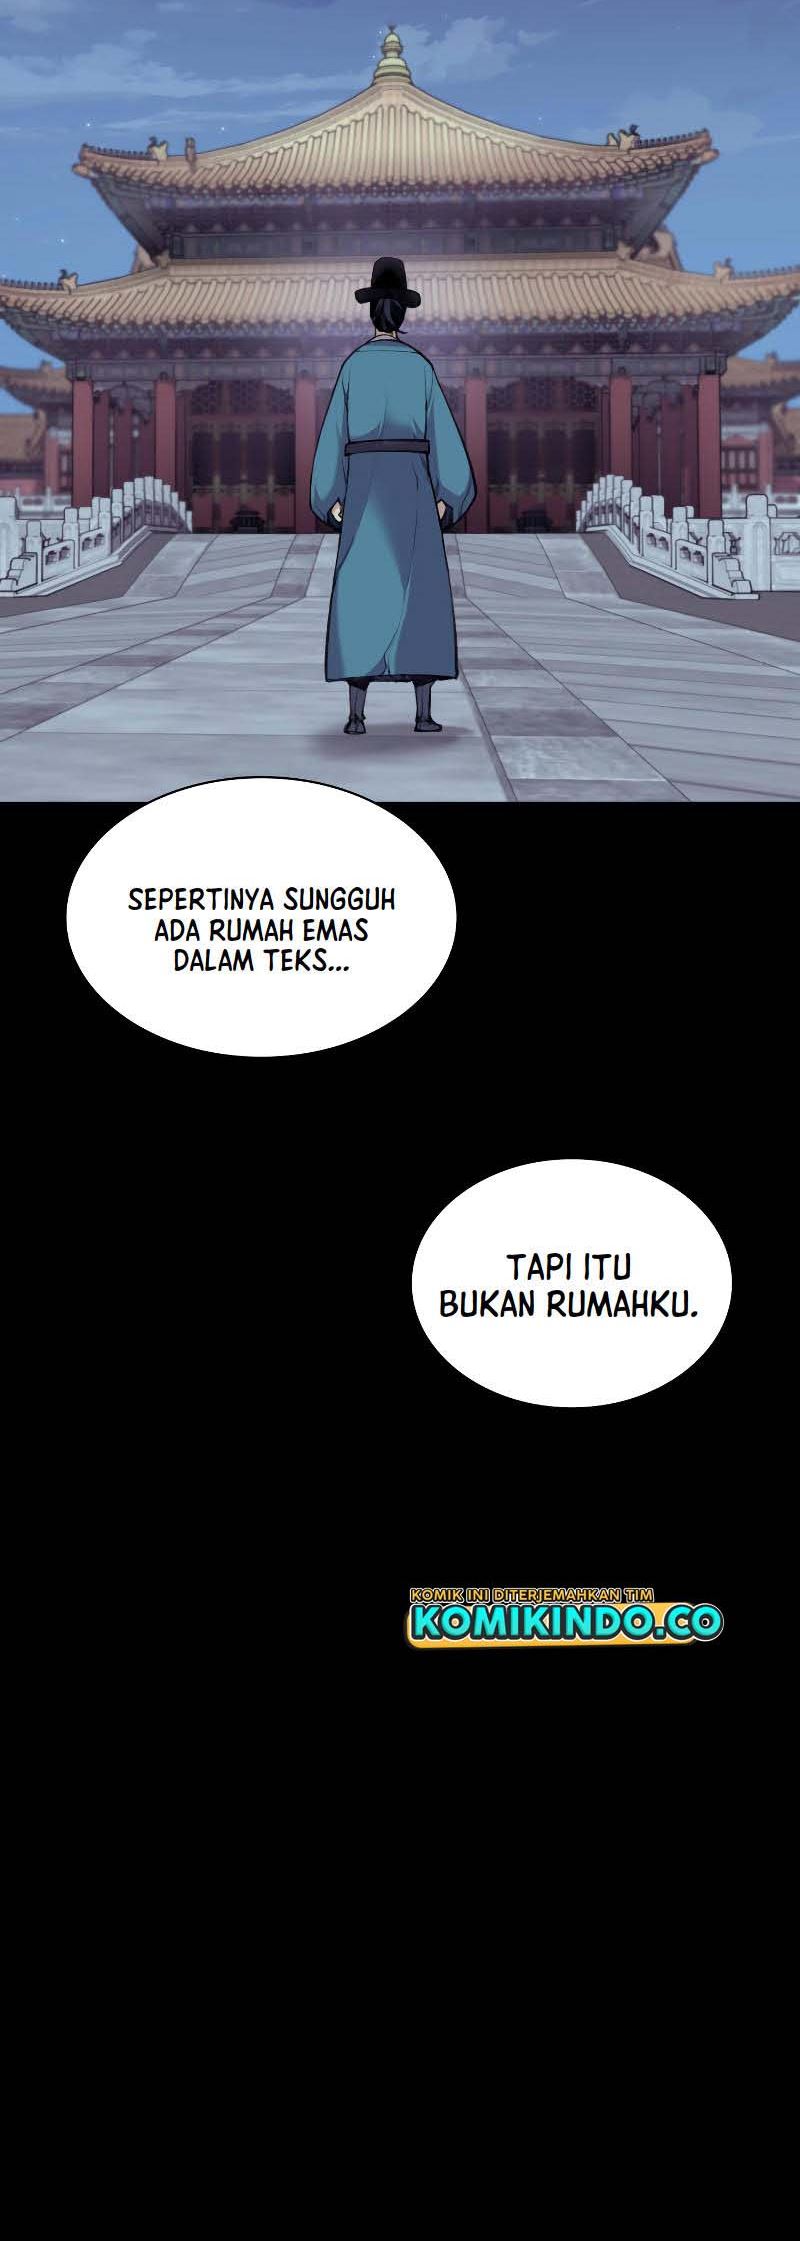 SEPERTINYA SUNGGUH
ADA RUMAH EMAS
DALAM TEKS...
TAPI ITU
BUKAN RUMAHKU.
KOMIK INI DITERJEMAHKAN TIM
KOMIKINDO.CO